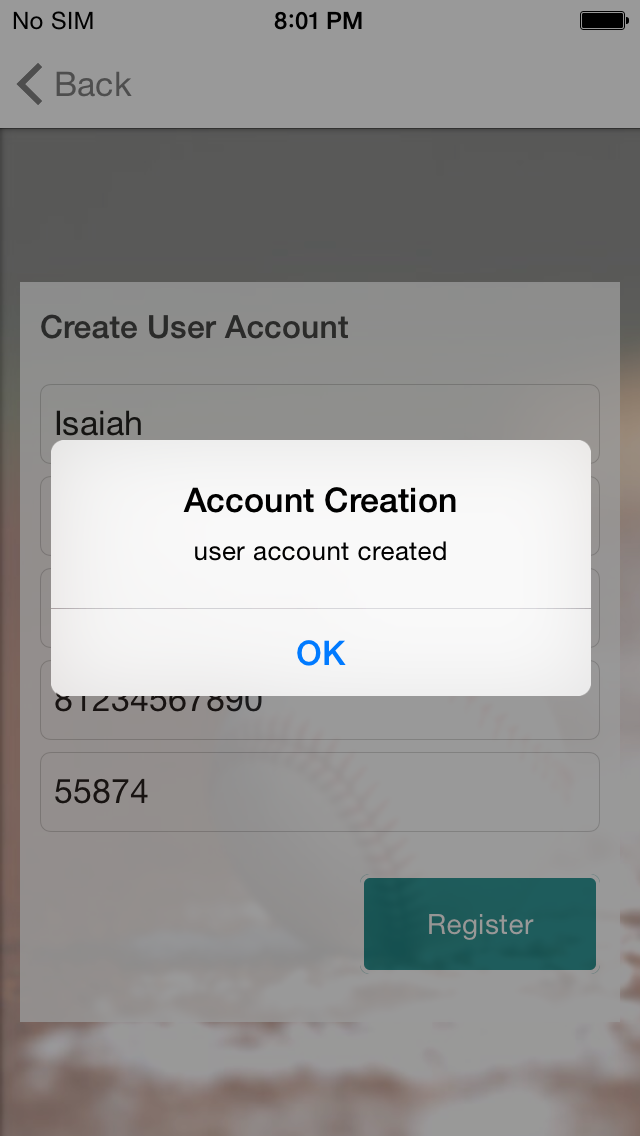 No SIM 8:01 PM
Back
Create User Account
Isaiah
Account Creation
user account created
OK
81234567890
55874
Register